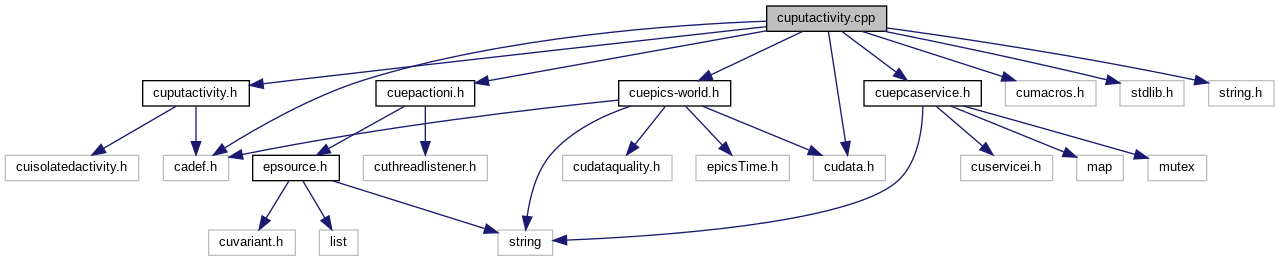 cuputactivity.cpp
cuputactivity.h
cuepactioni.h
cuepics-world.h
cuepcaservice.h
cumacros.h
stdlib.h
string.h
cuisolatedactivity.h
cadef.h
epsource.h
cuthreadlistener.h
cudataquality.h
epicsTime.h
cudata.h
cuservicei.h
map
mutex
cuvariant.h
list
string